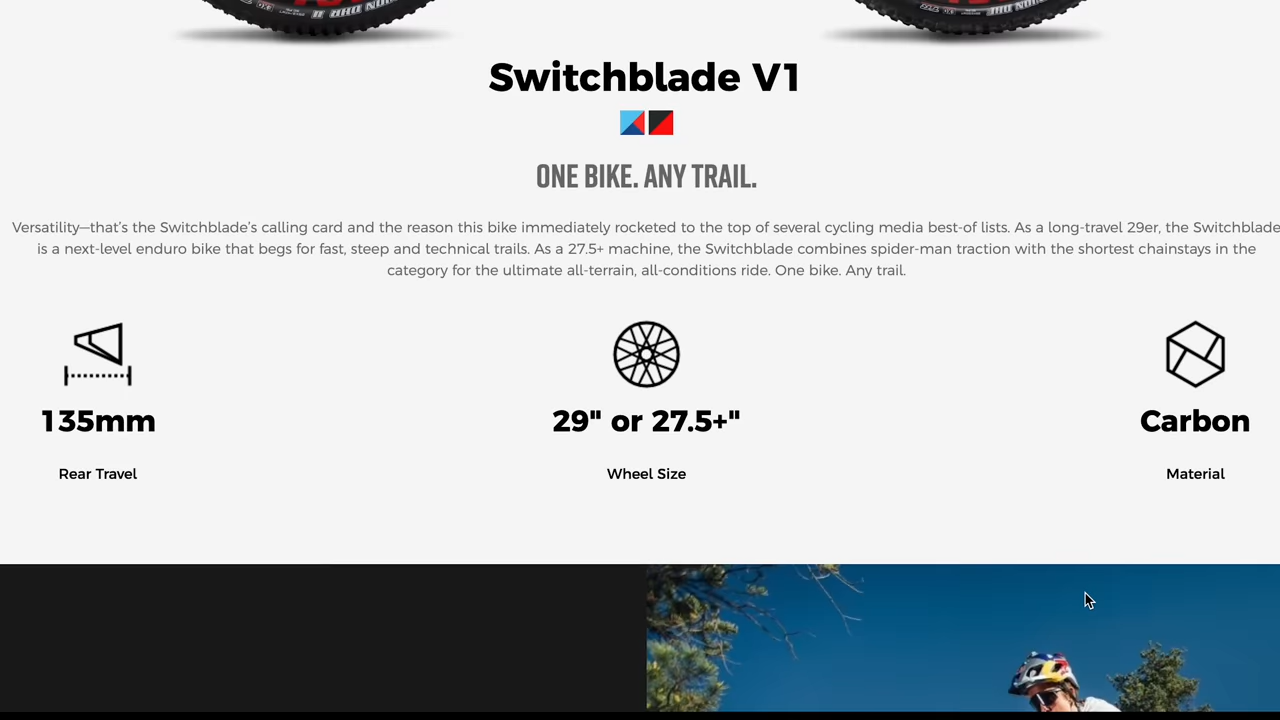 Switchblade V1
ONE BIKE. ANY TRAIL.
Versatility—that's the Switchblade's calling card and the reason this bike immediately rocketed to the top of several cycling media best-of lists. As a long-travel 29er, the Switchblade
is a next-level enduro bike that begs for fast, steep and technical trails. As a 27.5+ machine, the Switchblade combines spider-man traction with the shortest chainstays in the
category for the ultimate all-terrain, all-conditions ride. One bike. Any trail.
135mm
29" or 27.5+"
Carbon
Rear Travel
Wheel Size
Material